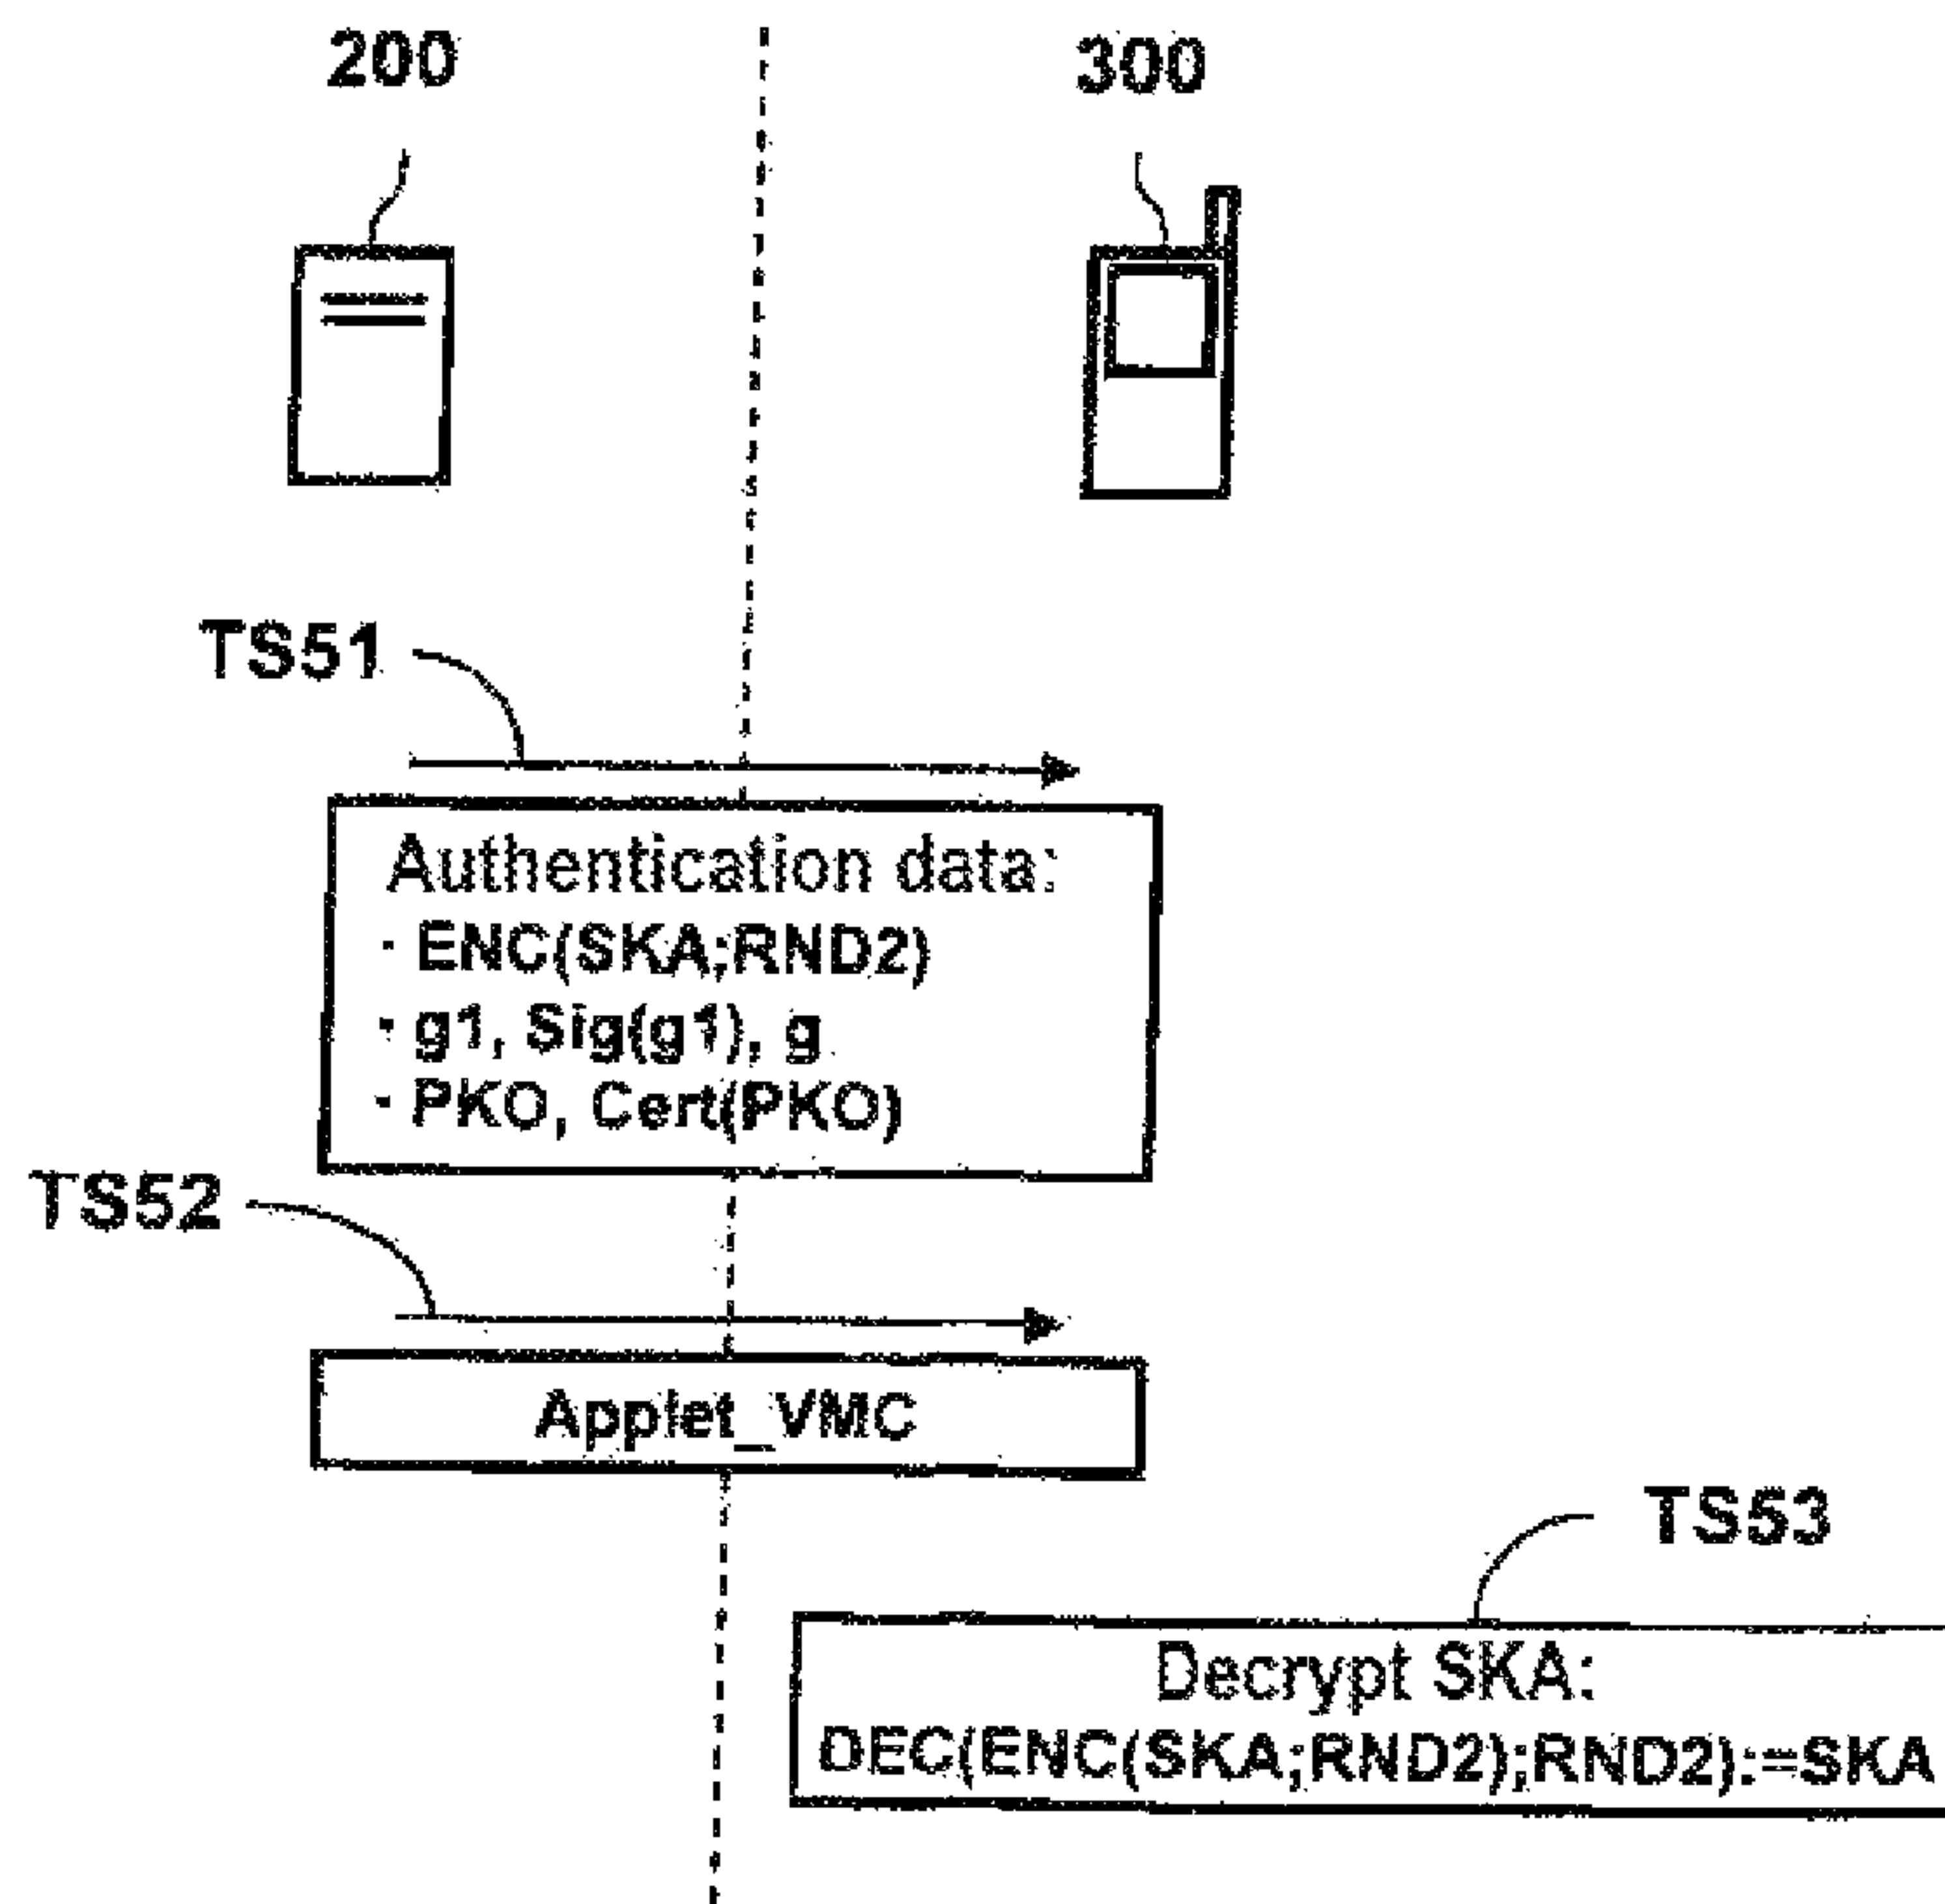 200
300
TS51
Authentication data:
· ENC(SKA;RND2)
· g1, Sig(g1), g
· PKO, Cert(PKO)
TS52
Applet_VMC
TS53
Decrypt SKA:
DEC(ENC(SKA;RND2);RND2):=SKA